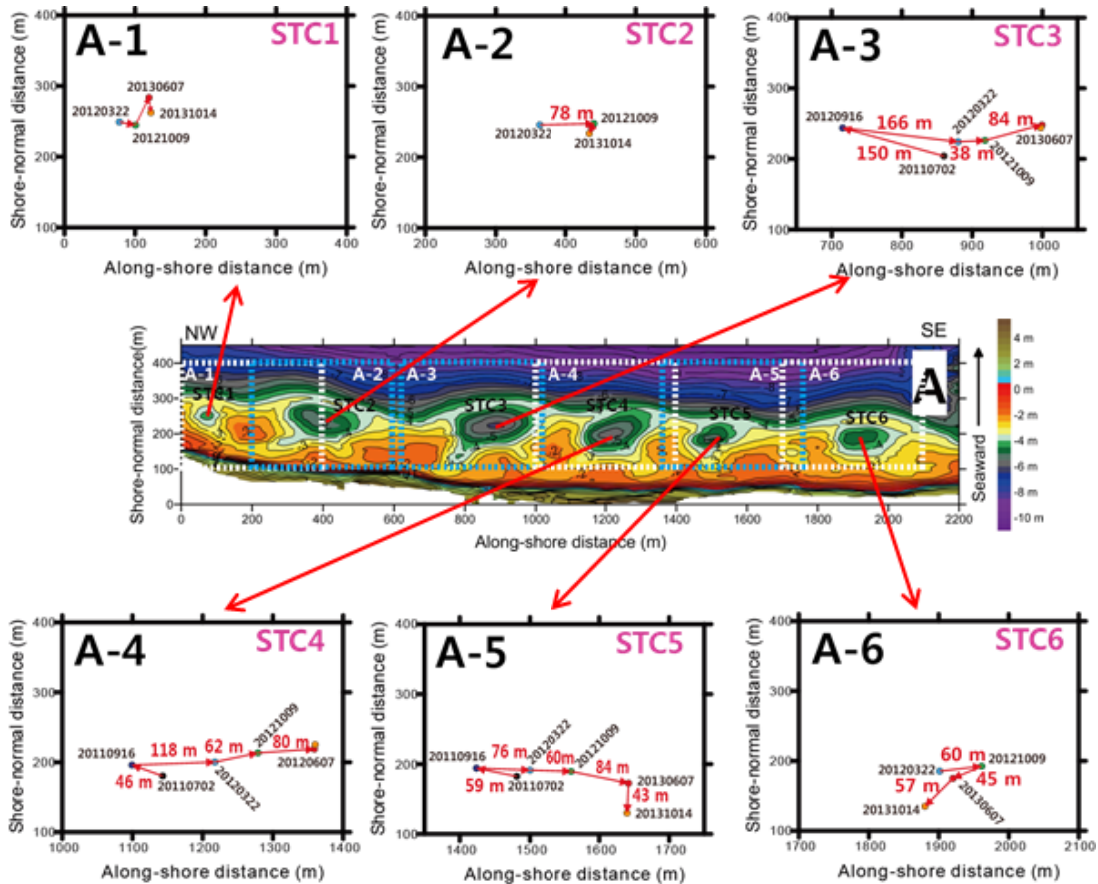 A-1 STC1
Shore-normal distance (m)
400
300
200
100
0 100 200 300 400
Along-shore distance (m)
20120322
20130607
20131014
20121009
A-2 STC2
Shore-normal distance (m)
400
300
200
100
200 300 400 500 600
Along-shore distance (m)
78 m
20120322
20121009
20131014
A-3 STC3
Shore-normal distance (m)
400
300
200
100
700 800 900 1000
Along-shore distance (m)
20120916
166 m
20120322
84 m
150 m
38 m
20130607
20110702
20121009
NW
SE
Shore-normal distance(m)
400
300
200
100
0
A-1 A-2 A-3 A-4 A-5 A-6 A
STC1 STC2 STC3 STC4 STC5 STC6
0 200 400 600 800 1000 1200 1400 1600 1800 2000 2200
Along-shore distance (m)
Seaward
4 m
2 m
0 m
-2 m
-4 m
-6 m
-8 m
-10 m
A-4 STC4
Shore-normal distance (m)
400
300
200
100
1000 1100 1200 1300 1400
Along-shore distance (m)
20110916
118 m
62 m
20121009
80 m
46 m
20110702
20120322
20120607
A-5 STC5
Shore-normal distance (m)
400
300
200
100
1400 1500 1600 1700
Along-shore distance (m)
20110916
76 m
20120322
60m
20121009
84 m
59 m
20110702
20130607
43 m
20131014
A-6 STC6
Shore-normal distance (m)
400
300
200
100
1700 1800 1900 2000 2100
Along-shore distance (m)
60 m
20120322
20121009
57 m
45 m
20131014
20130607